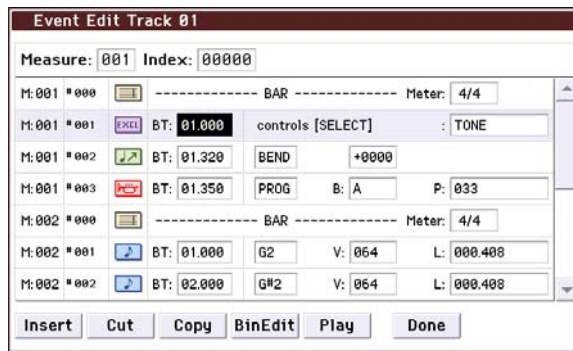 Event Edit Track 01
Measure: 001 Index: 00000
M:001 #000 ------------- BAR ------------- Meter: 4/4
M:001 #001 EXCL BT: 01.000 controls [SELECT] : TONE
M:001 #002 BT: 01.320 BEND +0000
M:001 #003 BT: 01.350 PROG B: A P: 033
M:002 #000 ------------- BAR ------------- Meter: 4/4
M:002 #001 BT: 01.000 G2 V: 064 L: 000.408
M:002 #002 BT: 02.000 G#2 V: 064 L: 000.408
Insert Cut Copy BinEdit Play Done